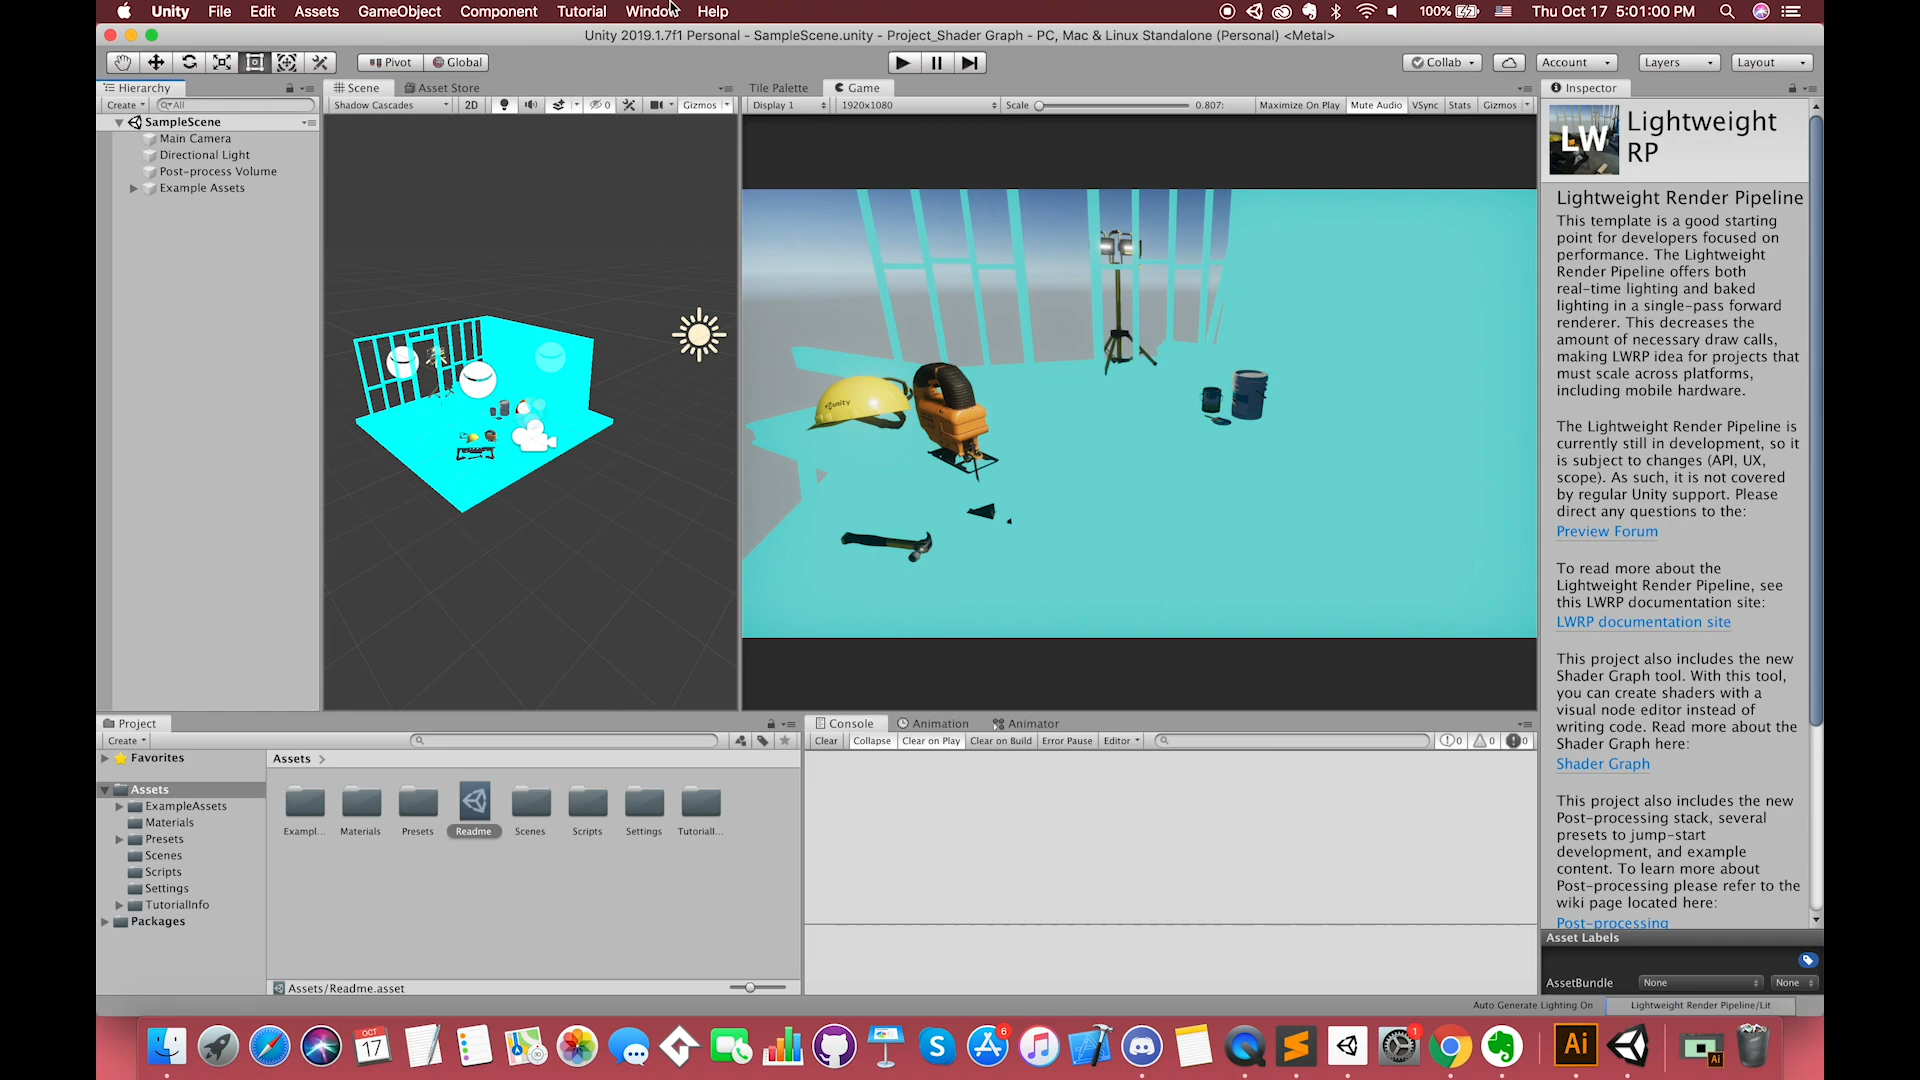 Unity File Edit Assets GameObject Component Tutorial Window Help 100% Thu Oct 17 5:01:00 PM
Unity 2019.1.7f1 Personal - SampleScene.unity - Project_Shader Graph - PC, Mac & Linux Standalone (Personal) <Metal>
Pivot Global Collab Account Layers Layout
Hierarchy Scene Asset Store Tile Palette Game Inspector
Create All Shadow Cascades 2D 0 Gizmos Display 1 1920x1080 Scale 0.807: Maximize On Play Mute Audio VSync Stats Gizmos
SampleScene
Main Camera
Directional Light
Post-process Volume
Example Assets
unity
LW
Lightweight
RP
Lightweight Render Pipeline
This template is a good starting
point for developers focused on
performance. The Lightweight
Render Pipeline offers both
real-time lighting and baked
lighting in a single-pass forward
renderer. This decreases the
amount of necessary draw calls,
making LWRP idea for projects that
must scale across platforms,
including mobile hardware.
The Lightweight Render Pipeline is
currently still in development, so it
is subject to changes (API, UX,
scope). As such, it is not covered
by regular Unity support. Please
direct any questions to the:
Preview Forum
To read more about the
Lightweight Render Pipeline, see
this LWRP documentation site:
LWRP documentation site
This project also includes the new
Shader Graph tool. With this tool,
you can create shaders with a
visual node editor instead of
writing code. Read more about the
Shader Graph here:
Shader Graph
This project also includes the new
Post-processing stack, several
presets to jump-start
development, and example
content. To learn more about
Post-processing please refer to the
wiki page located here:
Post-processing
Asset Labels
AssetBundle None None
Project
Create
Favorites
Assets
ExampleAssets
Materials
Presets
Scenes
Scripts
Settings
TutorialInfo
Packages
Assets
Exampl... Materials Presets Readme Scenes Scripts Settings Tutoriall...
Assets/Readme.asset
Console Animation Animator
Clear Collapse Clear on Play Clear on Build Error Pause Editor 0 0 0
Auto Generate Lighting On Lightweight Render Pipeline/Lit
OCT
17
6
1
Ai
Ai